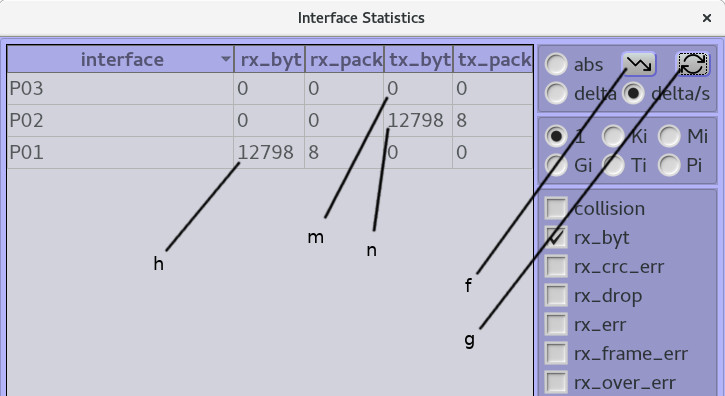 Interface Statistics
×
interface rx_byt rx_pack tx_byt tx_pack
P03 0 0 0 0
P02 0 0 12798 8
P01 12798 8 0 0
abs
delta delta/s
1 Ki Mi
Gi Ti Pi
collision
rx_byt
rx_crc_err
rx_drop
rx_err
rx_frame_err
rx_over_err
h
m
n
f
g